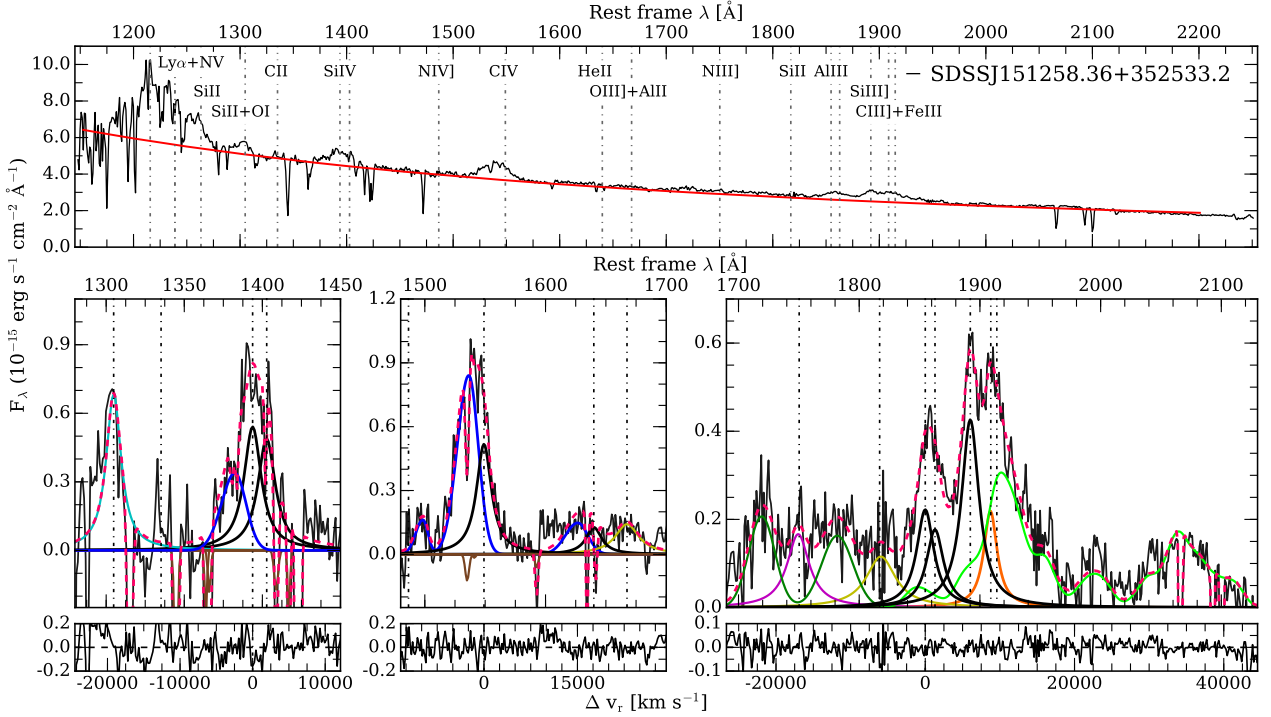 Rest frame λ [Å]
1200 1300 1400 1500 1600 1700 1800 1900 2000 2100 2200
10.0
8.0
6.0
4.0
2.0
0.0
Lyα+NV
SiII
SiII+OI
CII
SiIV
NIV]
CIV
HeII
OIII]+AlII
NIII]
SiII AlIII
SiIII]
CIII]+FeIII
− SDSSJ151258.36+352533.2
F_λ (10⁻¹⁵ erg s⁻¹ cm⁻² Å⁻¹)
Rest frame λ [Å]
1300 1350 1400 1450
1500 1600 1700
1700 1800 1900 2000 2100
0.9
0.6
0.3
0.0
1.2
0.9
0.6
0.3
0.0
0.6
0.4
0.2
0.0
0.2
0.0
-0.2
0.2
0.0
-0.2
0.1
0.0
-0.1
-20000 -10000 0 10000
0 15000
-20000 0 20000 40000
Δ v_r [km s⁻¹]